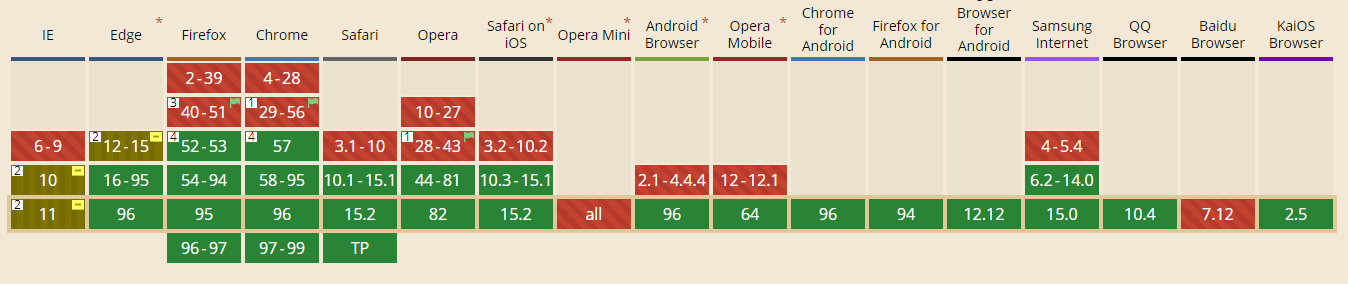 IE Edge * Firefox Chrome Safari Opera Safari on iOS * Opera Mini * Android Browser * Opera Mobile * Chrome for Android Firefox for Android Browser for Android Samsung Internet QQ Browser Baidu Browser KaiOS Browser
2-39 4-28
3 40-51 1 29-56 10-27
6-9 2 12-15 4 52-53 4 57 3.1-10 1 28-43 3.2-10.2 4-5.4
2 10 16-95 54-94 58-95 10.1-15.1 44-81 10.3-15.1 2.1-4.4.4 12-12.1 6.2-14.0
2 11 96 95 96 15.2 82 15.2 all 96 64 96 94 12.12 15.0 10.4 7.12 2.5
96-97 97-99 TP